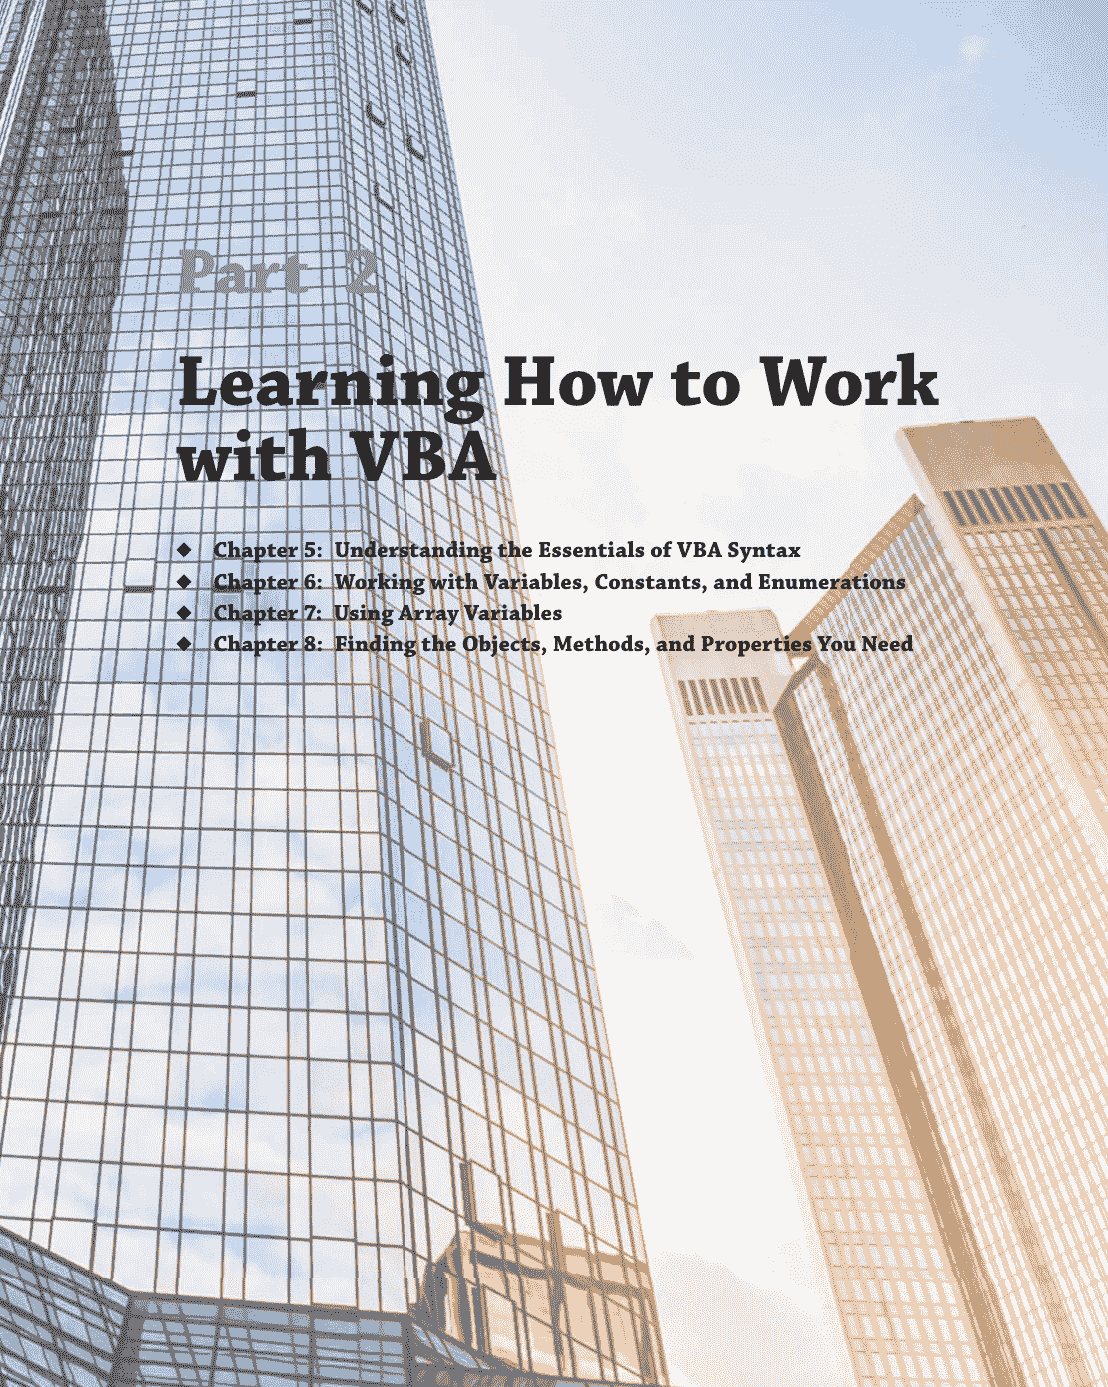 Part 2
Learning How to Work
with VBA
◆ Chapter 5: Understanding the Essentials of VBA Syntax
◆ Chapter 6: Working with Variables, Constants, and Enumerations
◆ Chapter 7: Using Array Variables
◆ Chapter 8: Finding the Objects, Methods, and Properties You Need